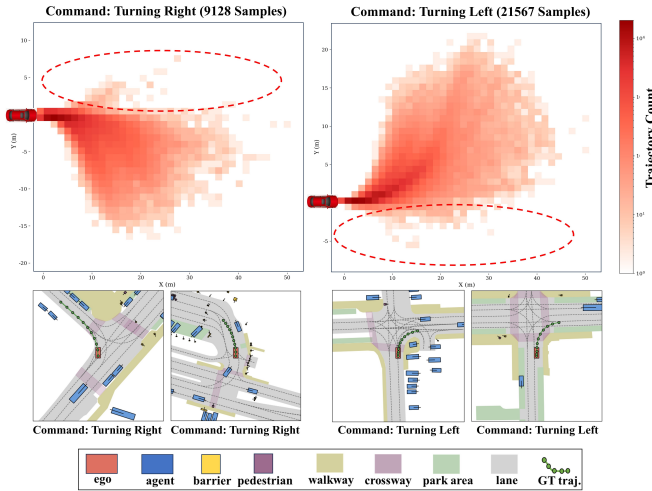 Command: Turning Right (9128 Samples)
Command: Turning Left (21567 Samples)
Y (m)
5
0
-5
-10
-15
-20
0
10
20
30
40
50
X (m)
Y (m)
20
15
10
5
0
-5
0
10
20
30
40
50
X (m)
Trajectory Count
10⁰
Command: Turning Right
Command: Turning Right
Command: Turning Left
Command: Turning Left
ego
agent
barrier
pedestrian
walkway
crossway
park area
lane
GT traj.